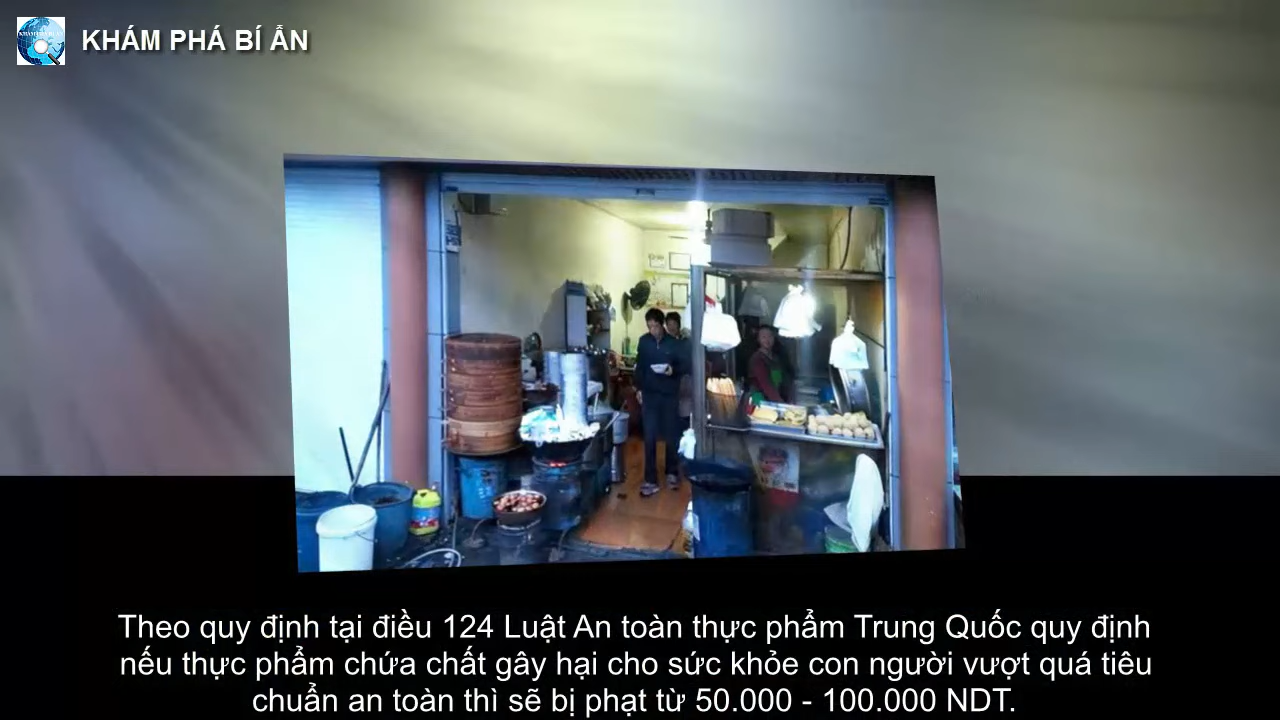 KHÁM PHÁ BÍ ẨN
Theo quy định tại điều 124 Luật An toàn thực phẩm Trung Quốc quy định
nếu thực phẩm chứa chất gây hại cho sức khỏe con người vượt quá tiêu
chuẩn an toàn thì sẽ bị phạt từ 50.000 - 100.000 NDT.